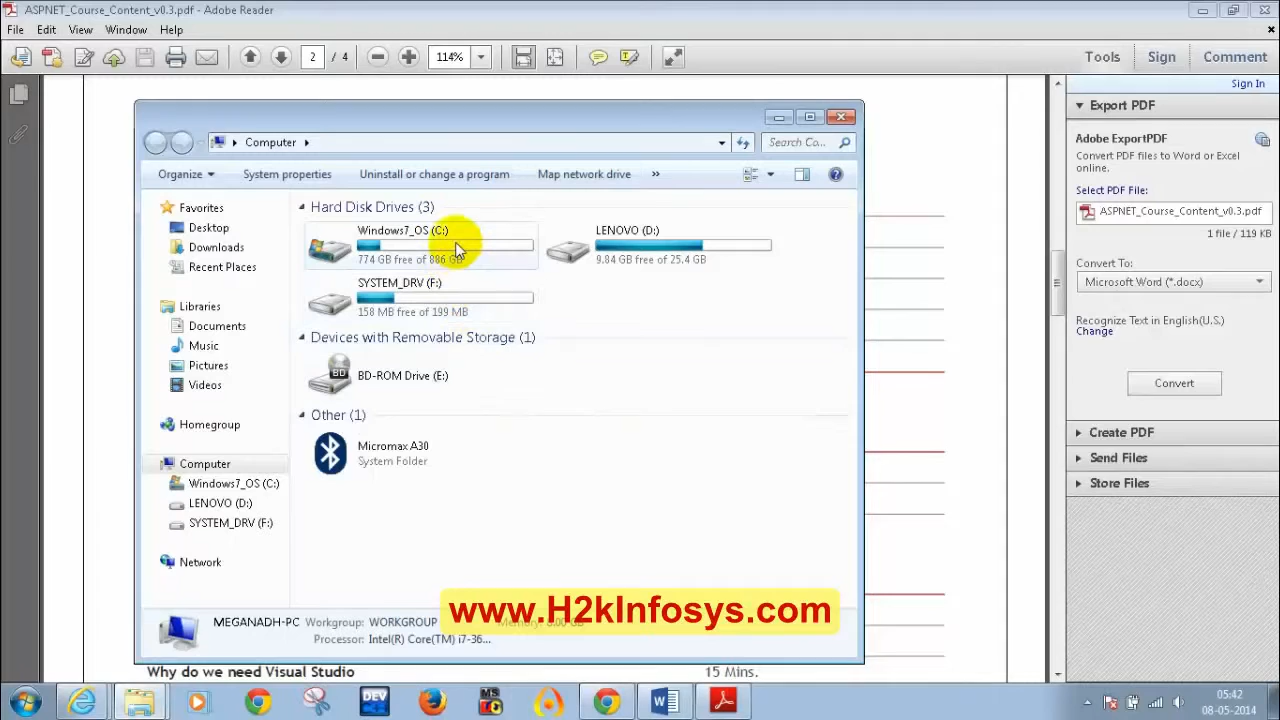 ASPNET_Course_Content_v0.3.pdf - Adobe Reader
File Edit View Window Help
2 / 4 114% Tools Sign Comment
Sign In
Export PDF
Adobe ExportPDF
Convert PDF files to Word or Excel
online.
Select PDF File:
ASPNET_Course_Content_v0.3.pdf
1 file / 119 KB
Convert To:
Microsoft Word (*.docx)
Recognize Text in English(U.S.)
Change
Convert
Create PDF
Send Files
Store Files
Computer
Search Co...
Organize System properties Uninstall or change a program Map network drive »
Favorites
Desktop
Downloads
Recent Places
Libraries
Documents
Music
Pictures
Videos
Homegroup
Computer
Windows7_OS (C:)
LENOVO (D:)
SYSTEM_DRV (F:)
Network
Hard Disk Drives (3)
Windows7_OS (C:)
774 GB free of 886 GB
LENOVO (D:)
9.84 GB free of 25.4 GB
SYSTEM_DRV (F:)
158 MB free of 199 MB
Devices with Removable Storage (1)
BD
BD-ROM Drive (E:)
Other (1)
Micromax A30
System Folder
www.H2kInfosys.com
MEGANADH-PC Workgroup: WORKGROUP
Processor: Intel(R) Core(TM) i7-36...
Why do we need Visual Studio 15 Mins.
DEV
MS
05:42
08-05-2014